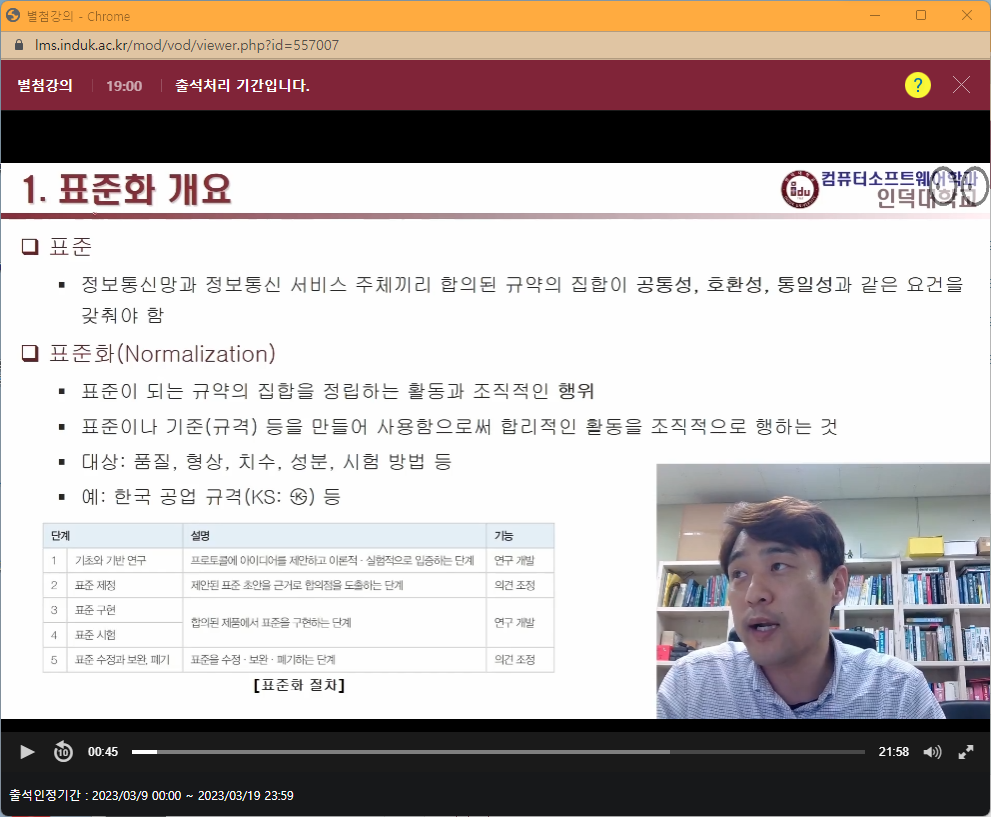 별첨강의 - Chrome
lms.induk.ac.kr/mod/vod/viewer.php?id=557007
별첨강의 19:00 출석처리 기간입니다.
?
1. 표준화 개요
컴퓨터소프트웨어학과
인덕대학교
표준
정보통신망과 정보통신 서비스 주체끼리 합의된 규약의 집합이 공통성, 호환성, 통일성과 같은 요건을
갖춰야 함
표준화(Normalization)
표준이 되는 규약의 집합을 정립하는 활동과 조직적인 행위
표준이나 기준(규격) 등을 만들어 사용함으로써 합리적인 활동을 조직적으로 행하는 것
대상: 품질, 형상, 치수, 성분, 시험 방법 등
예: 한국 공업 규격(KS: ㉿) 등
단계 설명 기능
1 기초와 기반 연구 프로토콜에 아이디어를 제안하고 이론적 · 실험적으로 입증하는 단계 연구 개발
2 표준 제정 제안된 표준 초안을 근거로 합의점을 도출하는 단계 의견 조정
3 표준 구현 합의된 제품에서 표준을 구현하는 단계 연구 개발
4 표준 시험
5 표준 수정과 보완, 폐기 표준을 수정 · 보완 · 폐기하는 단계 의견 조정
[표준화 절차]
10 00:45 21:58
출석인정기간 : 2023/03/9 00:00 ~ 2023/03/19 23:59